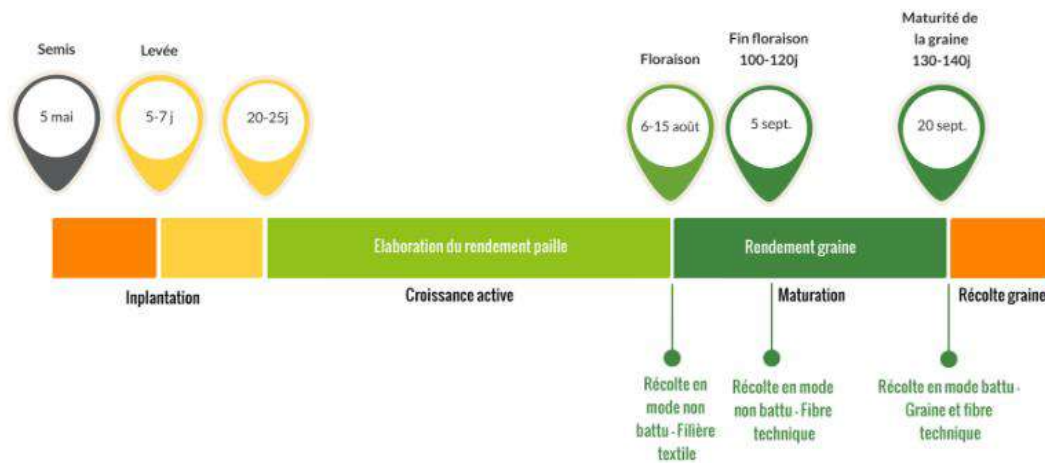 Semis
Levée
Floraison
Fin floraison
100-120j
Maturité de
la graine
130-140j
5 mai
5-7 j
20-25j
6-15 août
5 sept.
20 sept.
Elaboration du rendement paille
Rendement graine
Inplantation
Croissance active
Maturation
Récolte graine
Récolte en
mode non
battu - Filière
textile
Récolte en mode
non battu - Fibre
technique
Récolte en mode battu -
Graine et fibre
technique